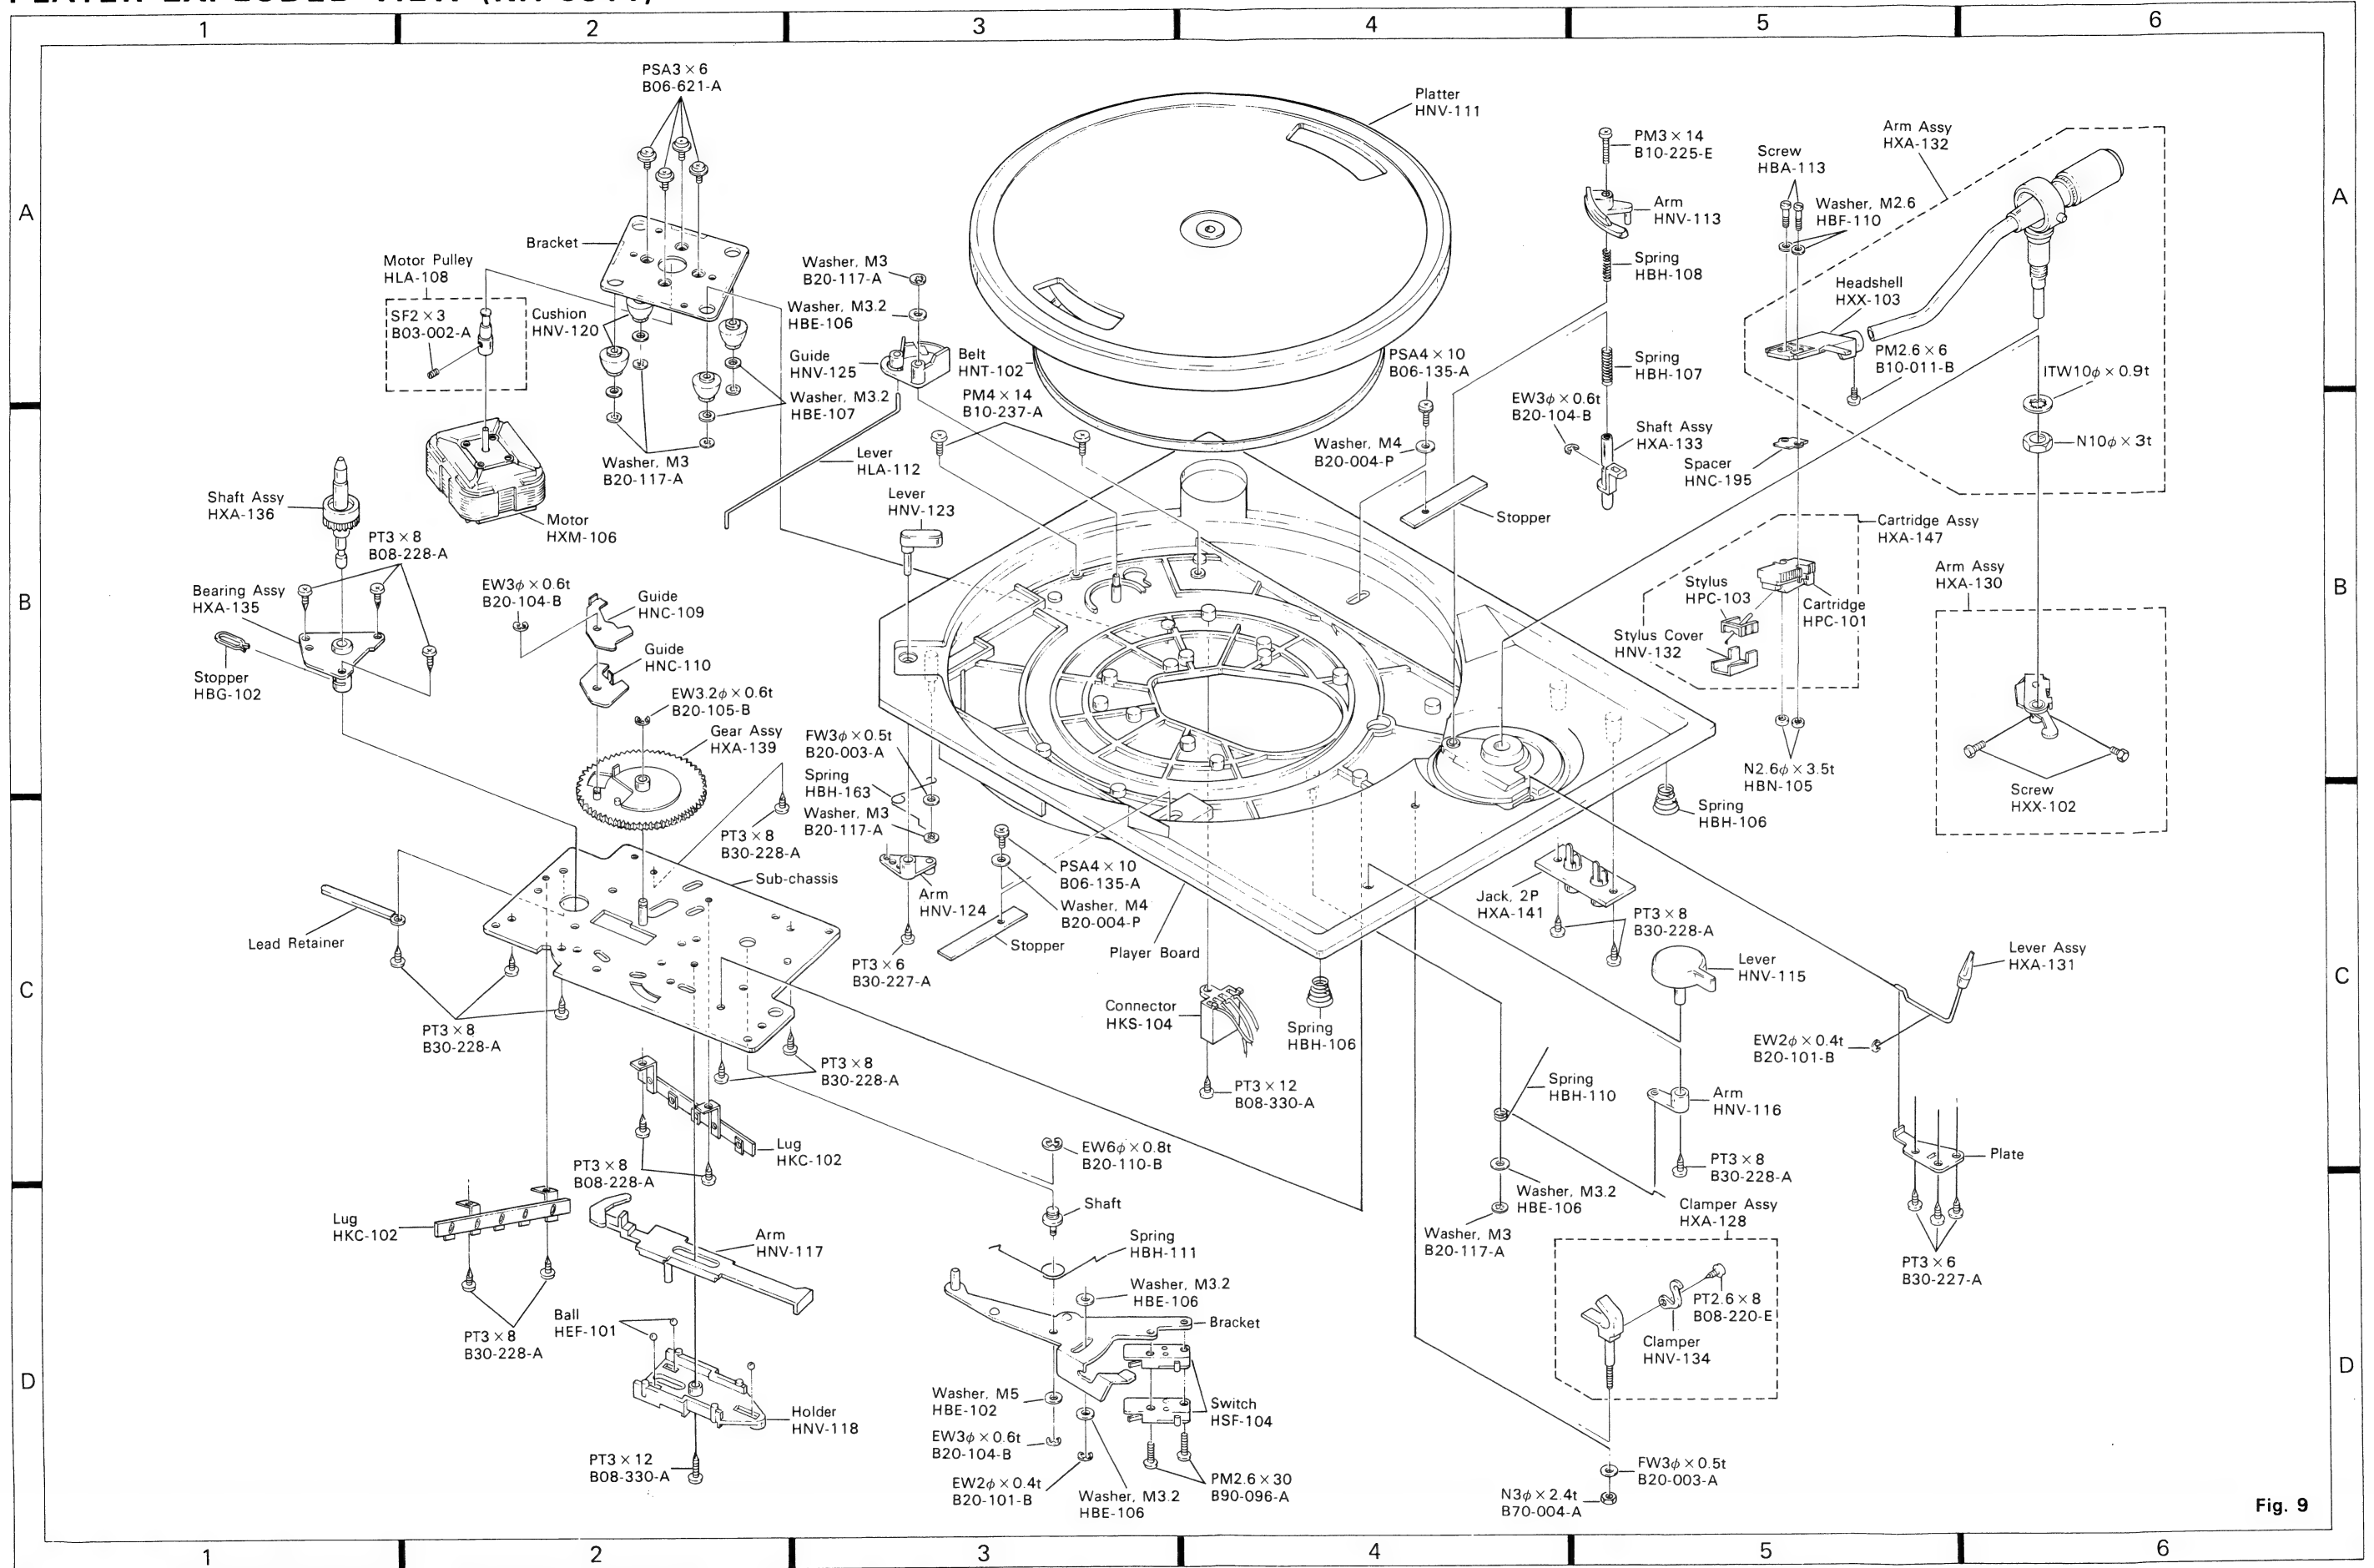 1
2
3
4
5
6
A
B
C
D
PSA3 × 6
B06-621-A
Bracket
Motor Pulley
HLA-108
SF2 × 3
B03-002-A
Cushion
HNV-120
Washer, M3
B20-117-A
Washer, M3.2
HBE-106
Guide
HNV-125
Washer, M3.2
HBE-107
Washer, M3
B20-117-A
Platter
HNV-111
Belt
HNT-102
PM4 × 14
B10-237-A
Lever
HLA-112
Lever
HNV-123
PSA4 × 10
B06-135-A
Washer, M4
B20-004-P
Stopper
PM3 × 14
B10-225-E
Arm
HNV-113
Spring
HBH-108
Spring
HBH-107
EW3φ × 0.6t
B20-104-B
Shaft Assy
HXA-133
Screw
HBA-113
Washer, M2.6
HBF-110
Arm Assy
HXA-132
Headshell
HXX-103
PM2.6 × 6
B10-011-B
ITW10φ × 0.9t
N10φ × 3t
Spacer
HNC-195
Cartridge Assy
HXA-147
Stylus
HPC-103
Cartridge
HPC-101
Stylus Cover
HNV-132
N2.6φ × 3.5t
HBN-105
Arm Assy
HXA-130
Screw
HXX-102
Shaft Assy
HXA-136
Motor
HXM-106
PT3 × 8
B08-228-A
Bearing Assy
HXA-135
Stopper
HBG-102
EW3φ × 0.6t
B20-104-B
Guide
HNC-109
Guide
HNC-110
EW3.2φ × 0.6t
B20-105-B
Gear Assy
HXA-139
FW3φ × 0.5t
B20-003-A
Spring
HBH-163
Washer, M3
B20-117-A
PT3 × 8
B30-228-A
Sub-chassis
Arm
HNV-124
PT3 × 6
B30-227-A
PSA4 × 10
B06-135-A
Washer, M4
B20-004-P
Stopper
Player Board
Connector
HKS-104
PT3 × 12
B08-330-A
Spring
HBH-106
Spring
HBH-106
Jack, 2P
HXA-141
PT3 × 8
B30-228-A
Lever
HNV-115
Lever Assy
HXA-131
EW2φ × 0.4t
B20-101-B
Spring
HBH-110
Arm
HNV-116
PT3 × 8
B30-228-A
Washer, M3.2
HBE-106
Washer, M3
B20-117-A
Plate
PT3 × 6
B30-227-A
Clamper Assy
HXA-128
PT2.6 × 8
B08-220-E
Clamper
HNV-134
FW3φ × 0.5t
B20-003-A
N3φ × 2.4t
B70-004-A
Lead Retainer
PT3 × 8
B30-228-A
PT3 × 8
B30-228-A
Lug
HKC-102
PT3 × 8
B08-228-A
Lug
HKC-102
PT3 × 8
B30-228-A
Arm
HNV-117
Ball
HEF-101
Holder
HNV-118
PT3 × 12
B08-330-A
EW6φ × 0.8t
B20-110-B
Shaft
Spring
HBH-111
Washer, M3.2
HBE-106
Bracket
Washer, M5
HBE-102
EW3φ × 0.6t
B20-104-B
EW2φ × 0.4t
B20-101-B
Washer, M3.2
HBE-106
Switch
HSF-104
PM2.6 × 30
B90-096-A
Fig. 9
A
B
C
D
1
2
3
4
5
6